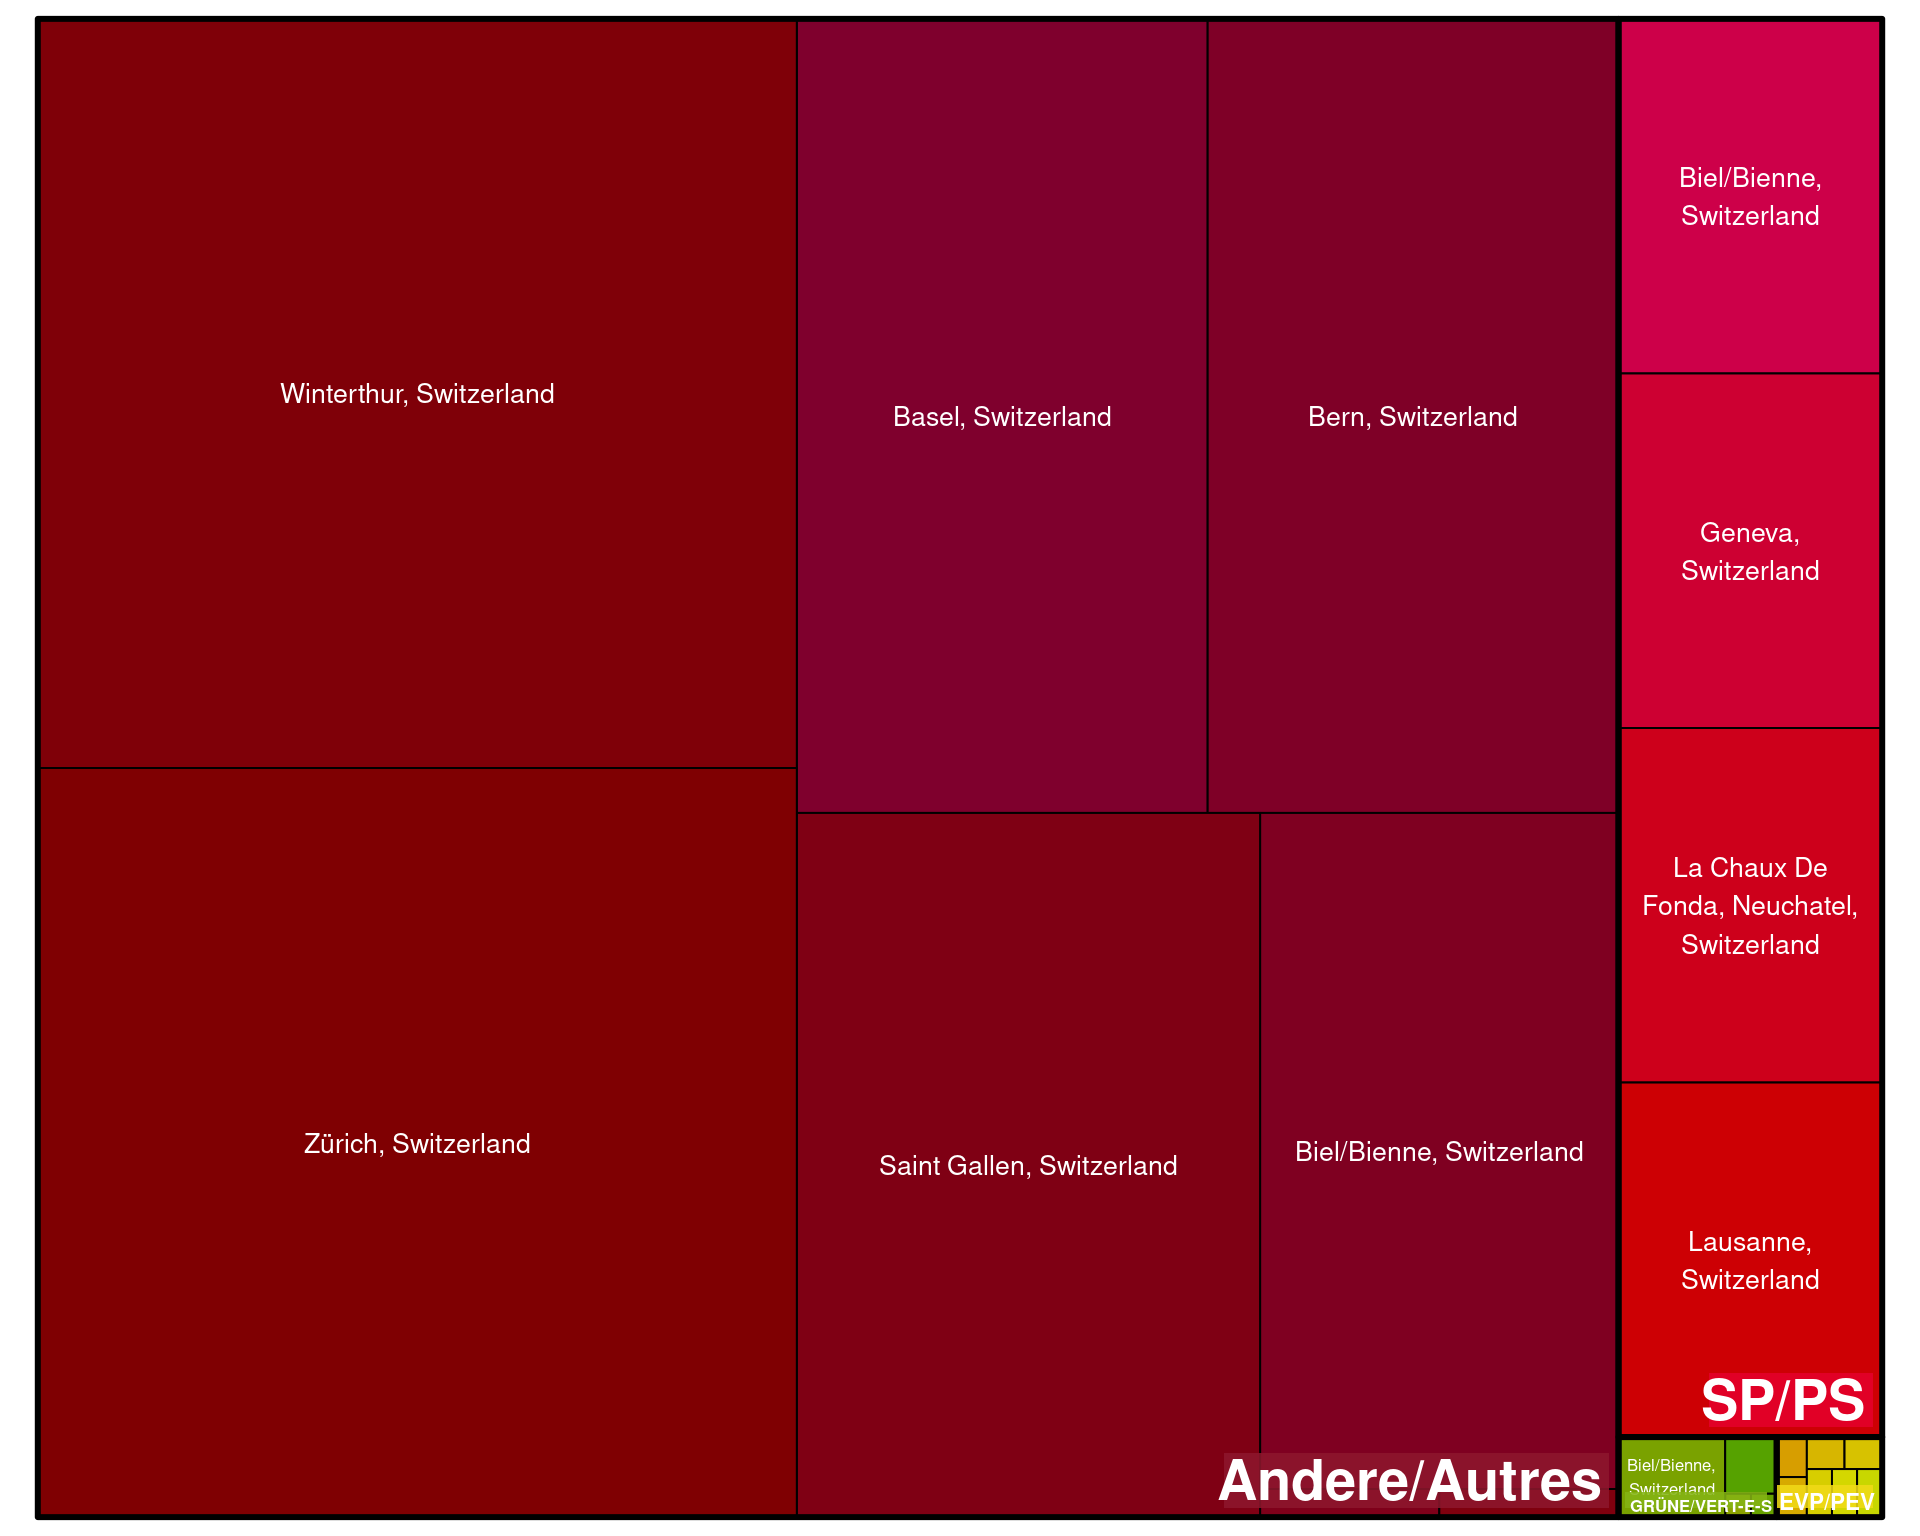 Winterthur, Switzerland
Zürich, Switzerland
Basel, Switzerland
Bern, Switzerland
Saint Gallen, Switzerland
Biel/Bienne, Switzerland
Andere/Autres
Biel/Bienne,
Switzerland
Geneva,
Switzerland
La Chaux De
Fonda, Neuchatel,
Switzerland
Lausanne,
Switzerland
SP/PS
Biel/Bienne,
Switzerland
GRÜNE/VERT-E-S
EVP/PEV